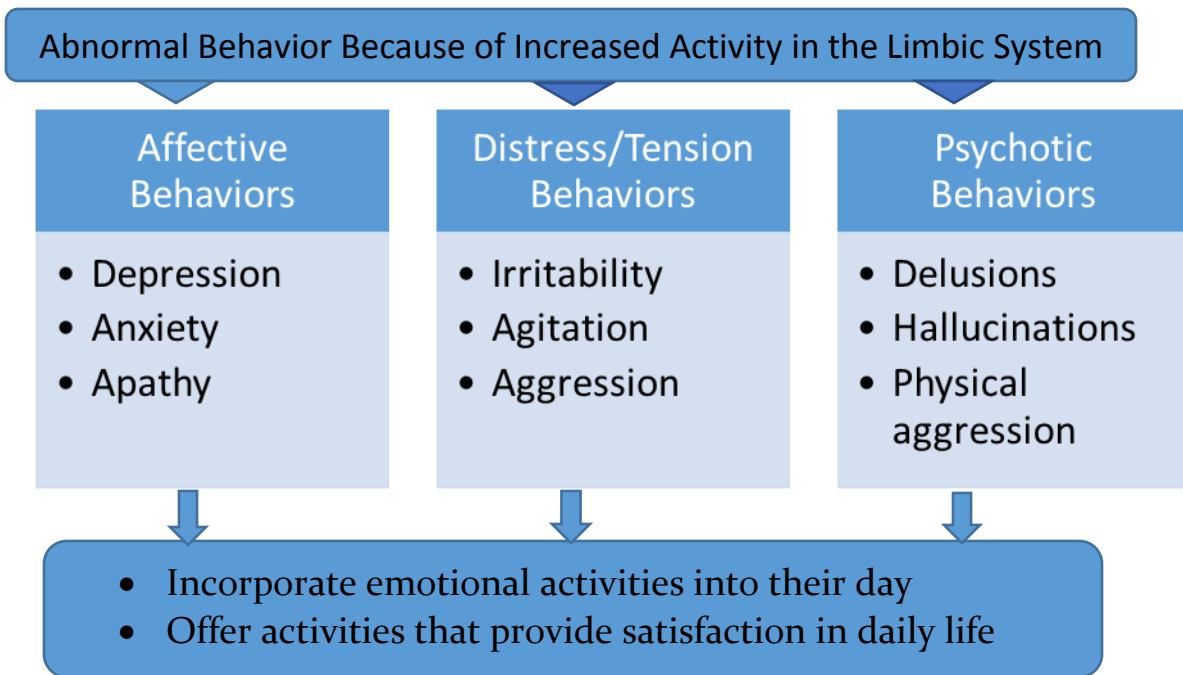 Abnormal Behavior Because of Increased Activity in the Limbic System
Affective
Behaviors
• Depression
• Anxiety
• Apathy
Distress/Tension
Behaviors
• Irritability
• Agitation
• Aggression
Psychotic
Behaviors
• Delusions
• Hallucinations
• Physical
aggression
• Incorporate emotional activities into their day
• Offer activities that provide satisfaction in daily life